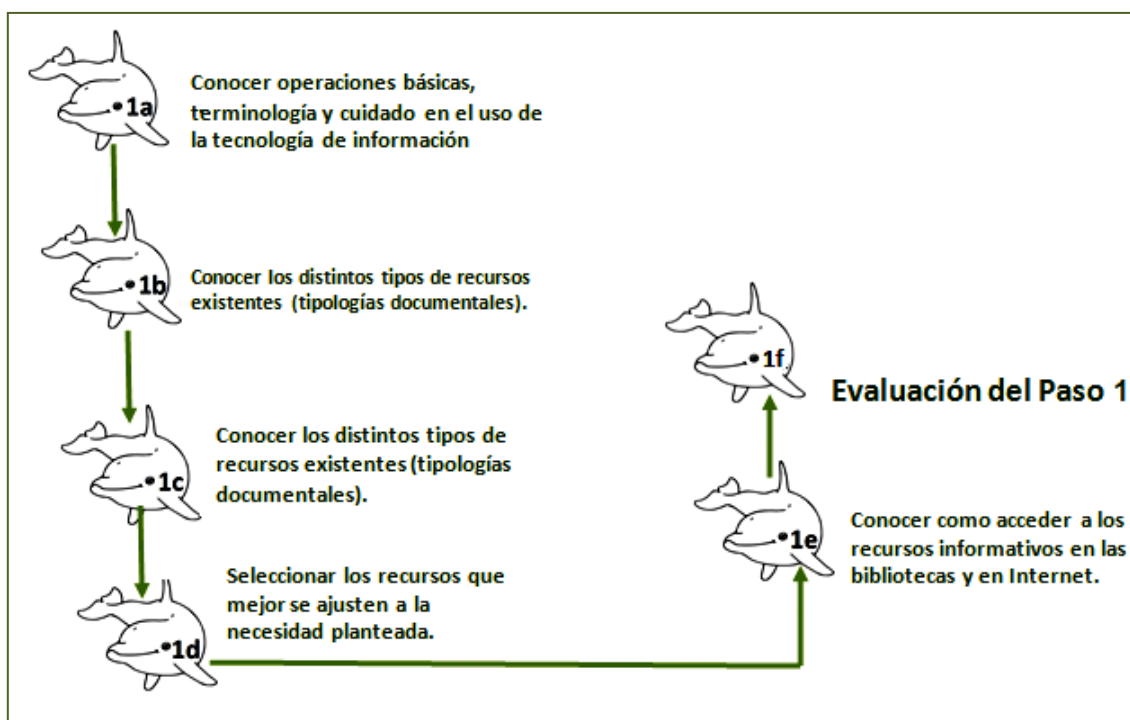 1a
Conocer operaciones básicas,
terminología y cuidado en el uso de
la tecnología de información
1b
Conocer los distintos tipos de recursos
existentes (tipologías documentales).
1c
Conocer los distintos tipos de
recursos existentes (tipologías
documentales).
1d
Seleccionar los recursos que
mejor se ajusten a la
necesidad planteada.
1e
Conocer como acceder a los
recursos informativos en las
bibliotecas y en Internet.
1f
Evaluación del Paso 1